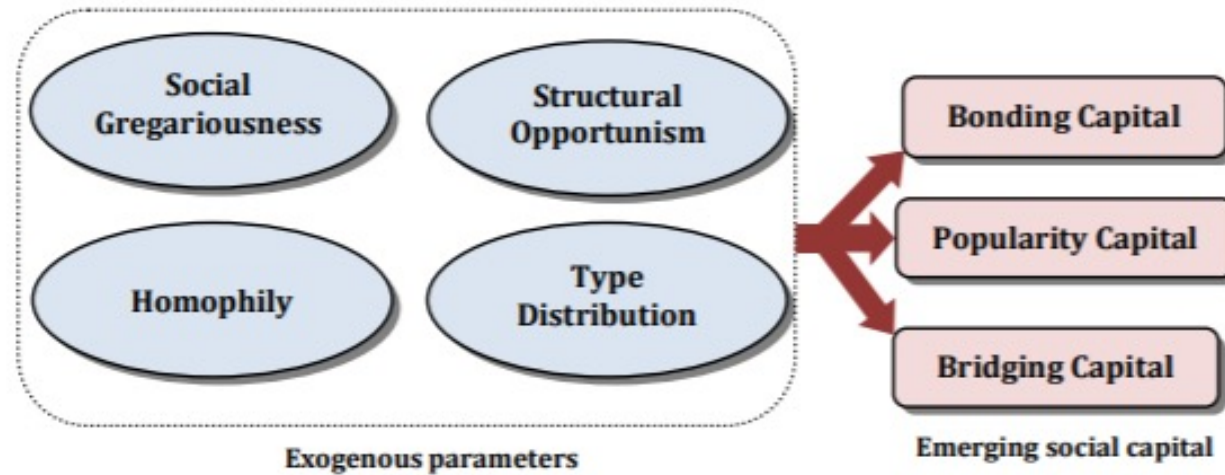 Social
Gregariousness
Structural
Opportunism
Homophily
Type
Distribution
Exogenous parameters
Bonding Capital
Popularity Capital
Bridging Capital
Emerging social capital